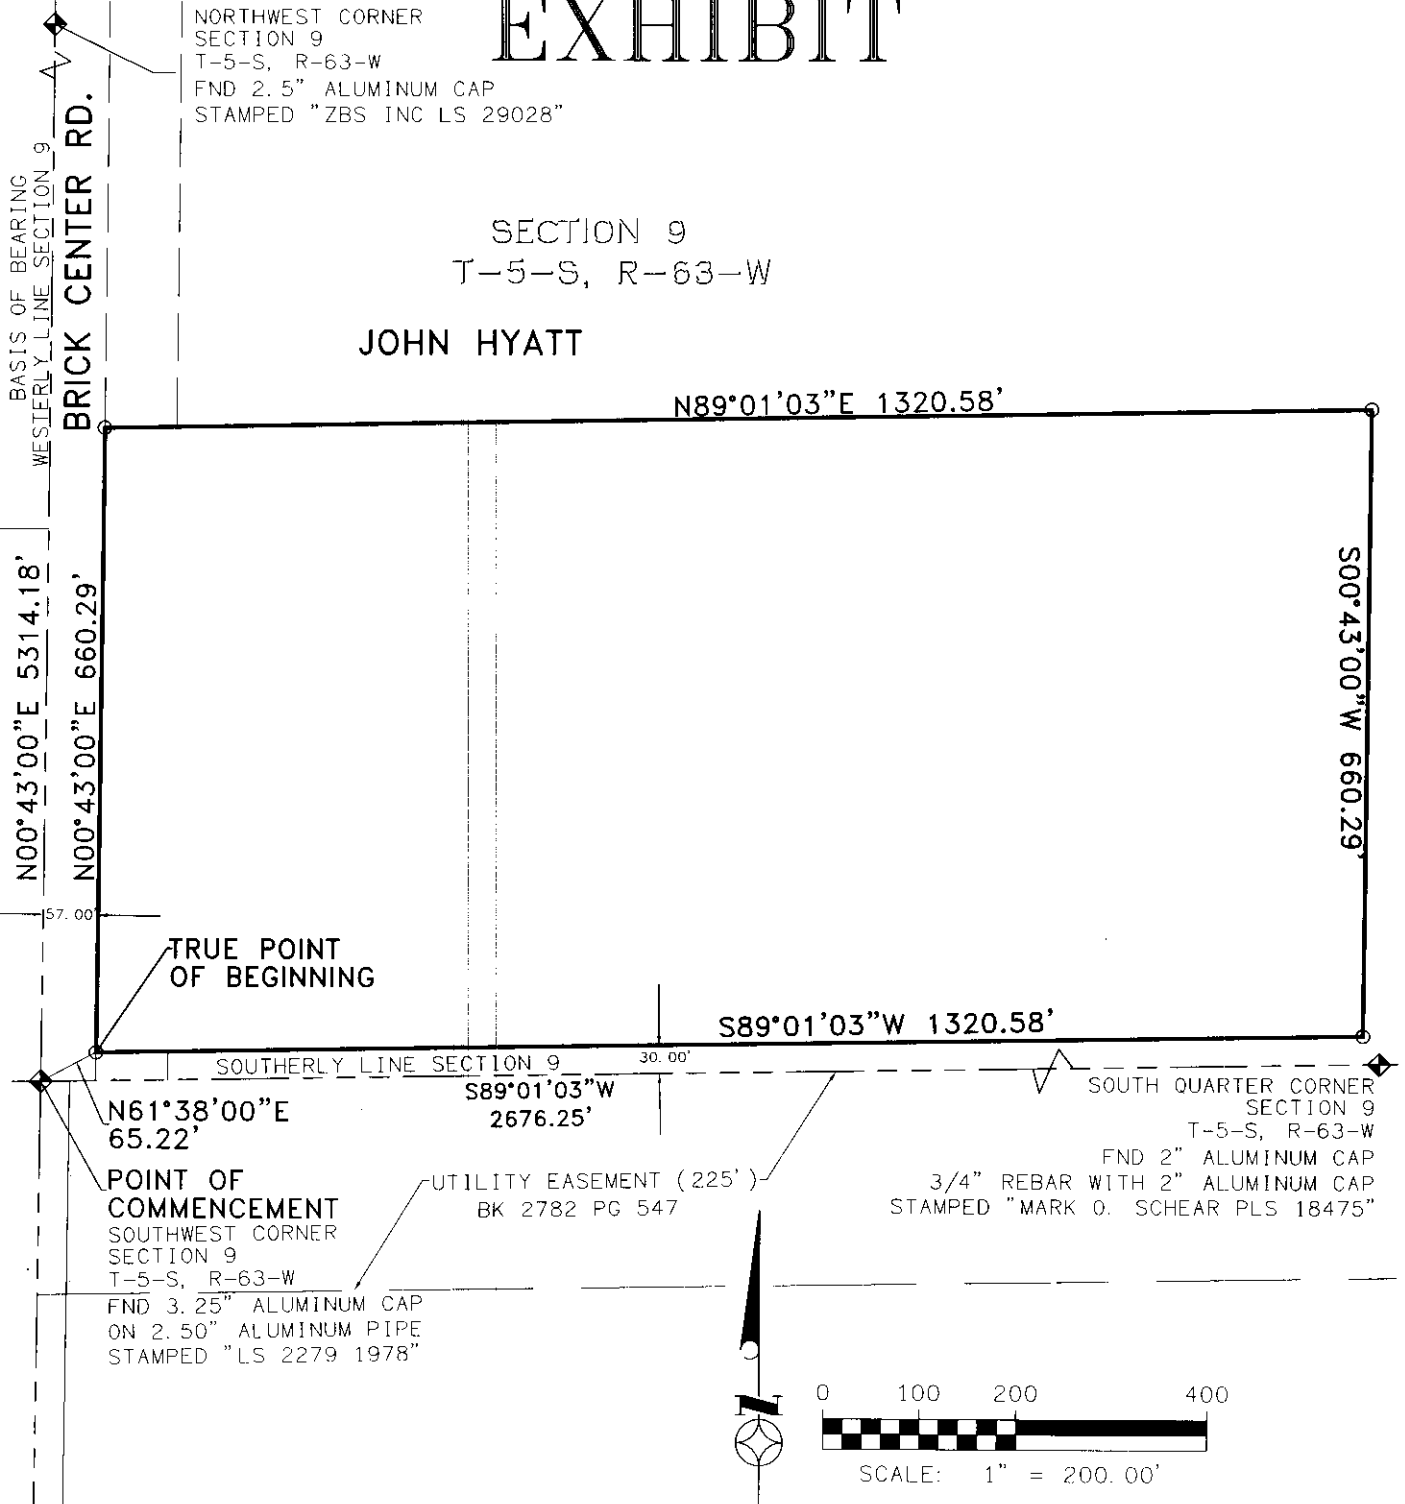 EXHIBIT
NORTHWEST CORNER
SECTION 9
T-5-S, R-63-W
FND 2.5" ALUMINUM CAP
STAMPED "ZBS INC LS 29028"
BASIS OF BEARING
WESTERLY LINE SECTION 9
BRICK CENTER RD.
SECTION 9
T-5-S, R-63-W
JOHN HYATT
N89°01'03"E 1320.58'
N00°43'00"E 5314.18'
N00°43'00"E 660.29'
S00°43'00"W 660.29'
57.00'
TRUE POINT
OF BEGINNING
S89°01'03"W 1320.58'
SOUTHERLY LINE SECTION 9
30.00'
S89°01'03"W
2676.25'
N61°38'00"E
65.22'
SOUTH QUARTER CORNER
SECTION 9
T-5-S, R-63-W
FND 2" ALUMINUM CAP
3/4" REBAR WITH 2" ALUMINUM CAP
STAMPED "MARK O. SCHEAR PLS 18475"
UTILITY EASEMENT (225')
BK 2782 PG 547
POINT OF
COMMENCEMENT
SOUTHWEST CORNER
SECTION 9
T-5-S, R-63-W
FND 3.25" ALUMINUM CAP
ON 2.50" ALUMINUM PIPE
STAMPED "LS 2279 1978"
N
0 100 200 400
SCALE: 1" = 200.00'